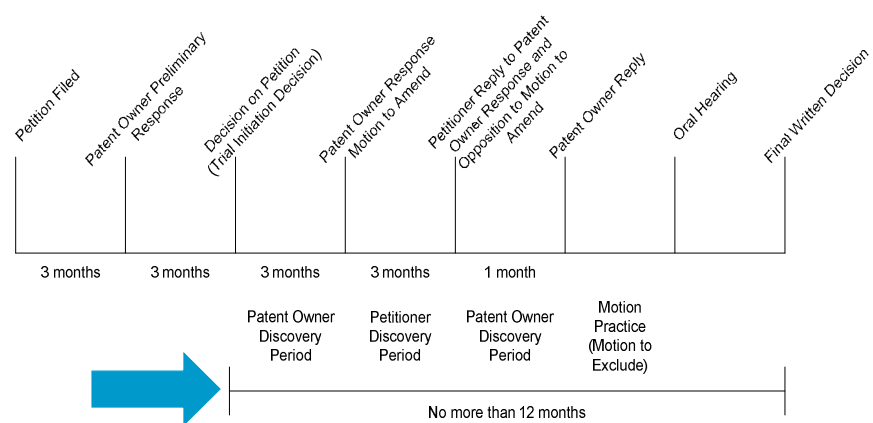 Petition Filed
Patent Owner Preliminary
Response
Decision on Petition
(Trial Initiation Decision)
Patent Owner Response
Motion to Amend
Petitioner Reply to Patent
Owner Response and
Opposition to Motion to
Amend
Patent Owner Reply
Oral Hearing
Final Written Decision
3 months
3 months
3 months
3 months
1 month
Patent Owner
Discovery
Period
Petitioner
Discovery
Period
Patent Owner
Discovery
Period
Motion
Practice
(Motion to
Exclude)
No more than 12 months